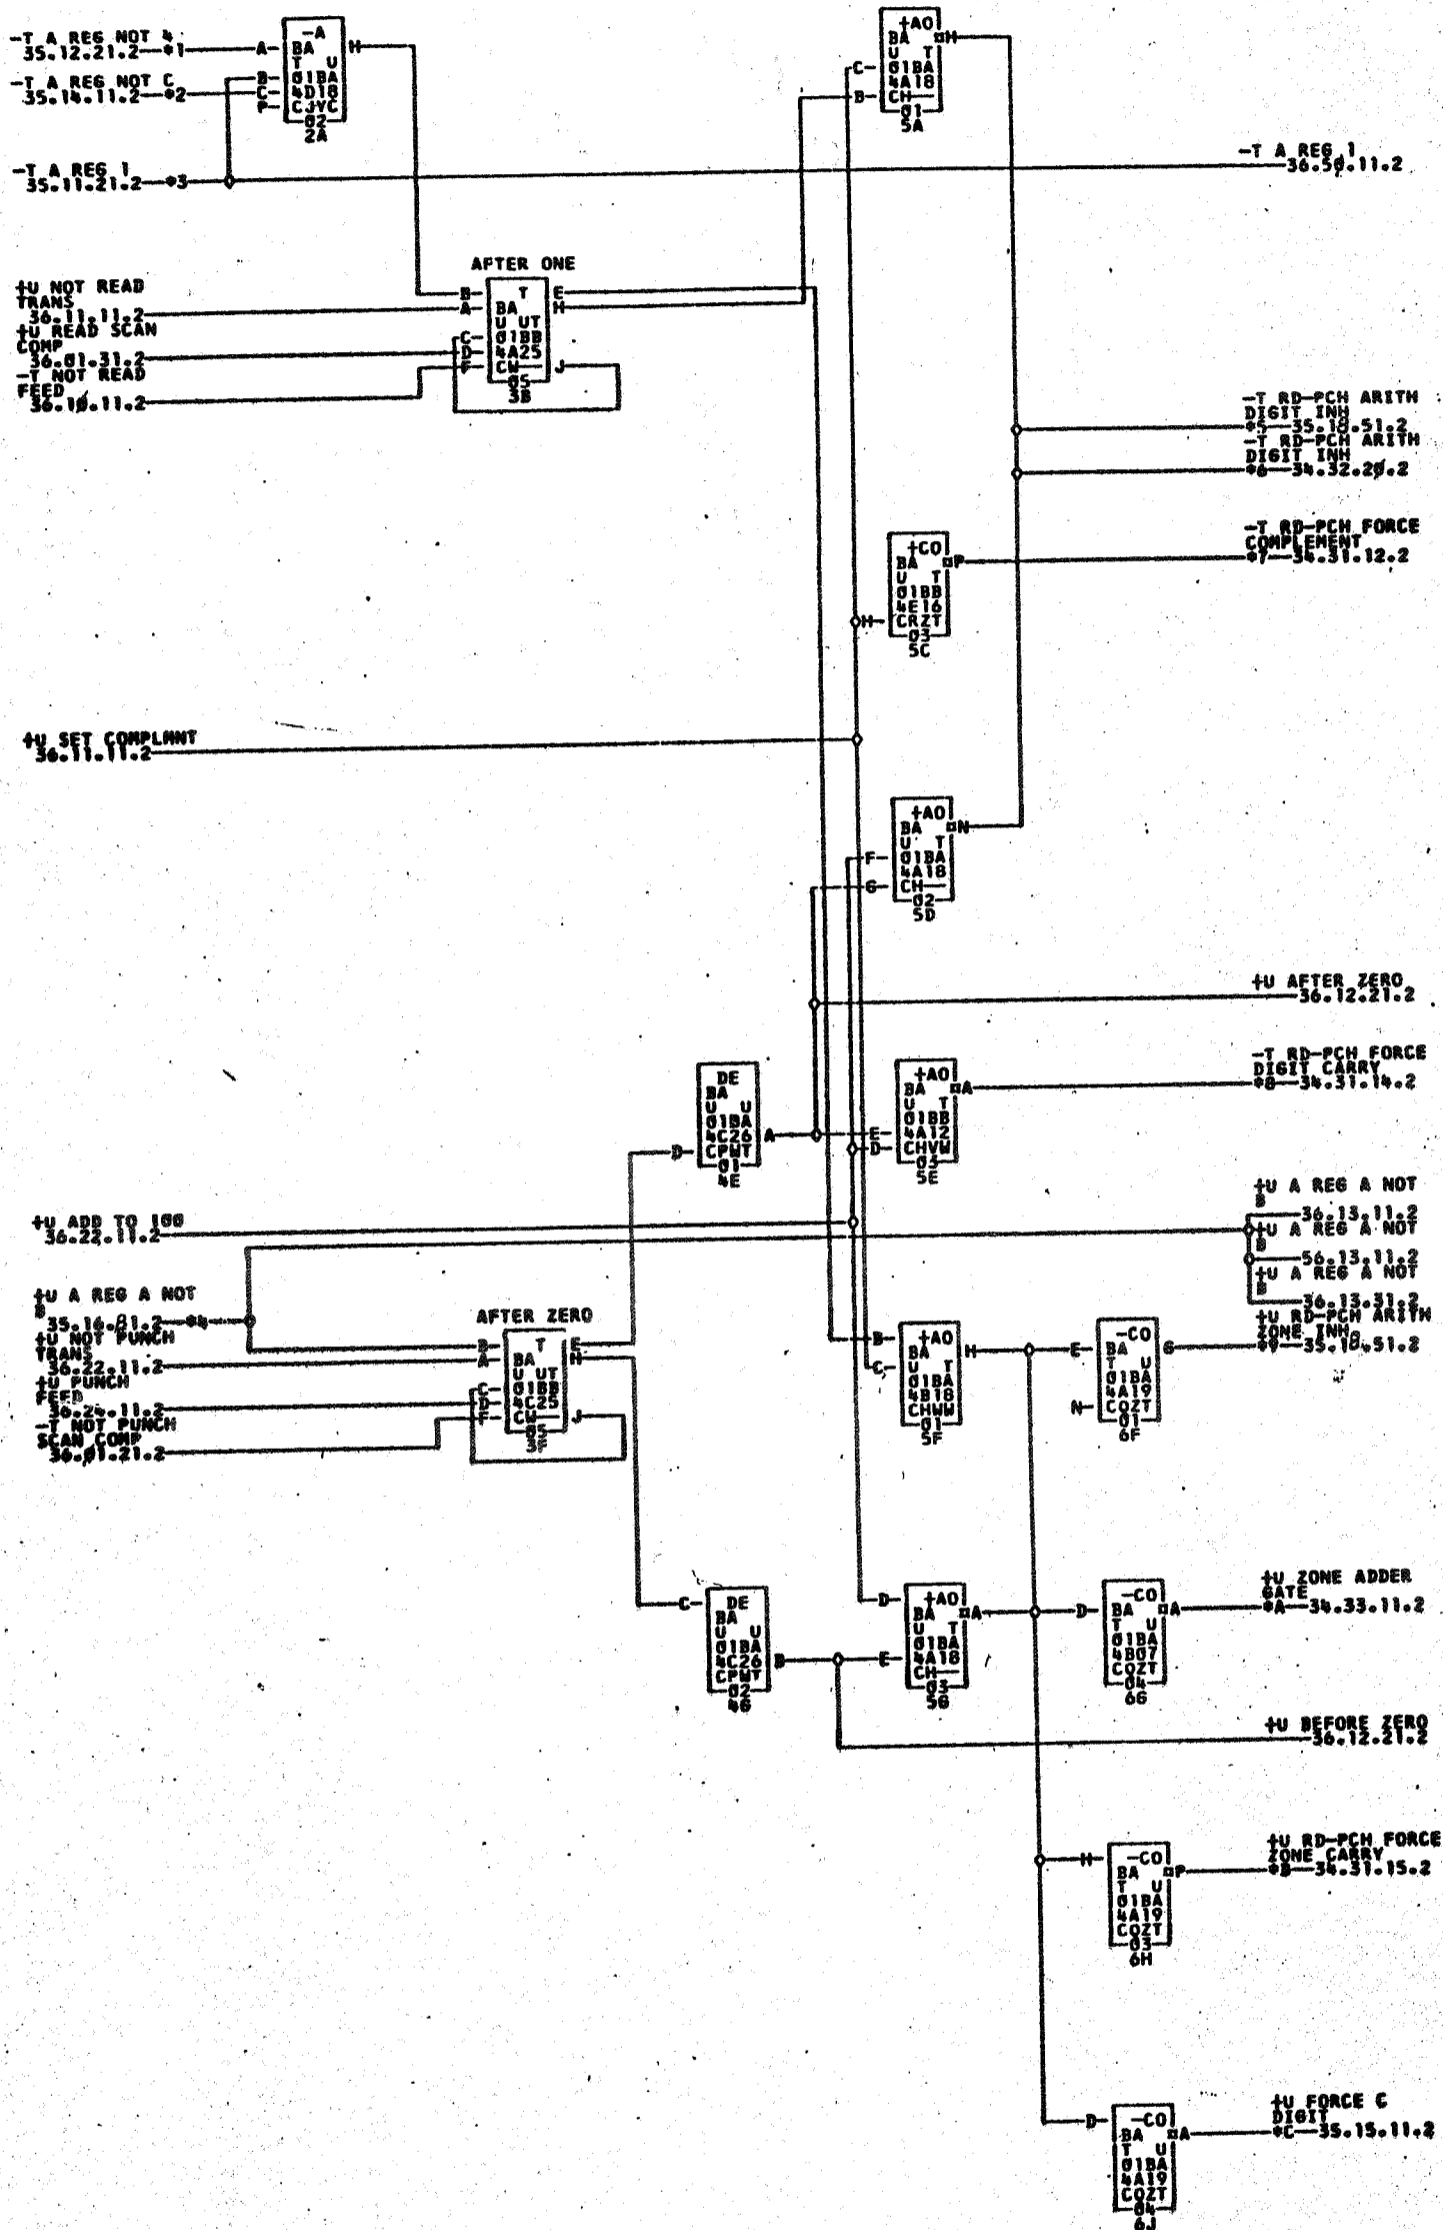 -T A REG NOT 4
35.12.21.2—*1
-T A REG NOT C
35.14.11.2—*2
-T A REG 1
35.11.21.2—*3
A
B
C
P
-A
BA
T U
01BA
4D18
CJYC
02
2A
H
+AO
BA
U T
01BA
4A18
CH—
01
5A
C
B
H
-T A REG 1
36.50.11.2
+U NOT READ
TRANS
36.11.11.2
+U READ SCAN
COMP
36.01.31.2
-T NOT READ
FEED
36.10.11.2
AFTER ONE
B
A
C
D
F
T
BA
U UT
01BB
4A25
CW—
05
3B
E
H
J
-T RD-PCH ARITH
DIGIT INH
*5—35.18.51.2
-T RD-PCH ARITH
DIGIT INH
*6—34.32.20.2
+CO
BA
U T
01BB
4E16
CRZT
03
5C
H
P
-T RD-PCH FORCE
COMPLEMENT
*7—34.31.12.2
+U SET COMPLMNT
36.11.11.2
+AO
BA
U T
01BA
4A18
CH—
02
5D
F
G
N
+U AFTER ZERO
36.12.21.2
DE
BA
U U
01BA
4C26
CPWT
01
4E
D
A
+AO
BA
U T
01BB
4A12
CHVW
03
5E
E
D
A
-T RD-PCH FORCE
DIGIT CARRY
*8—34.31.14.2
+U ADD TO 100
36.22.11.2
+U A REG A NOT
B
36.13.11.2
+U A REG A NOT
B
56.13.11.2
+U A REG A NOT
B
36.13.31.2
+U RD-PCH ARITH
ZONE INH
*9—35.18.51.2
+U A REG A NOT
B
35.16.81.2—*4
+U NOT PUNCH
TRANS
36.22.11.2
+U PUNCH
FEED
36.24.11.2
-T NOT PUNCH
SCAN COMP
36.01.21.2
AFTER ZERO
B
A
C
D
F
T
BA
U UT
01BB
4C25
CW—
05
3F
E
H
J
+AO
BA
U T
01BA
4B18
CHWW
01
5F
B
C
H
-CO
BA
T U
01BA
4A19
CQZT
01
6F
E
N
G
DE
BA
U U
01BA
4C26
CPWT
02
4G
C
B
+AO
BA
U T
01BA
4A18
CH—
03
5G
D
E
A
-CO
BA
T U
01BA
4B07
CQZT
04
6G
D
A
+U ZONE ADDER
GATE
*A—34.33.11.2
+U BEFORE ZERO
36.12.21.2
-CO
BA
T U
01BA
4A19
CQZT
03
6H
H
P
+U RD-PCH FORCE
ZONE CARRY
*B—34.31.15.2
-CO
BA
T U
01BA
4A19
CQZT
04
6J
D
A
+U FORCE C
DIGIT
*C—35.15.11.2